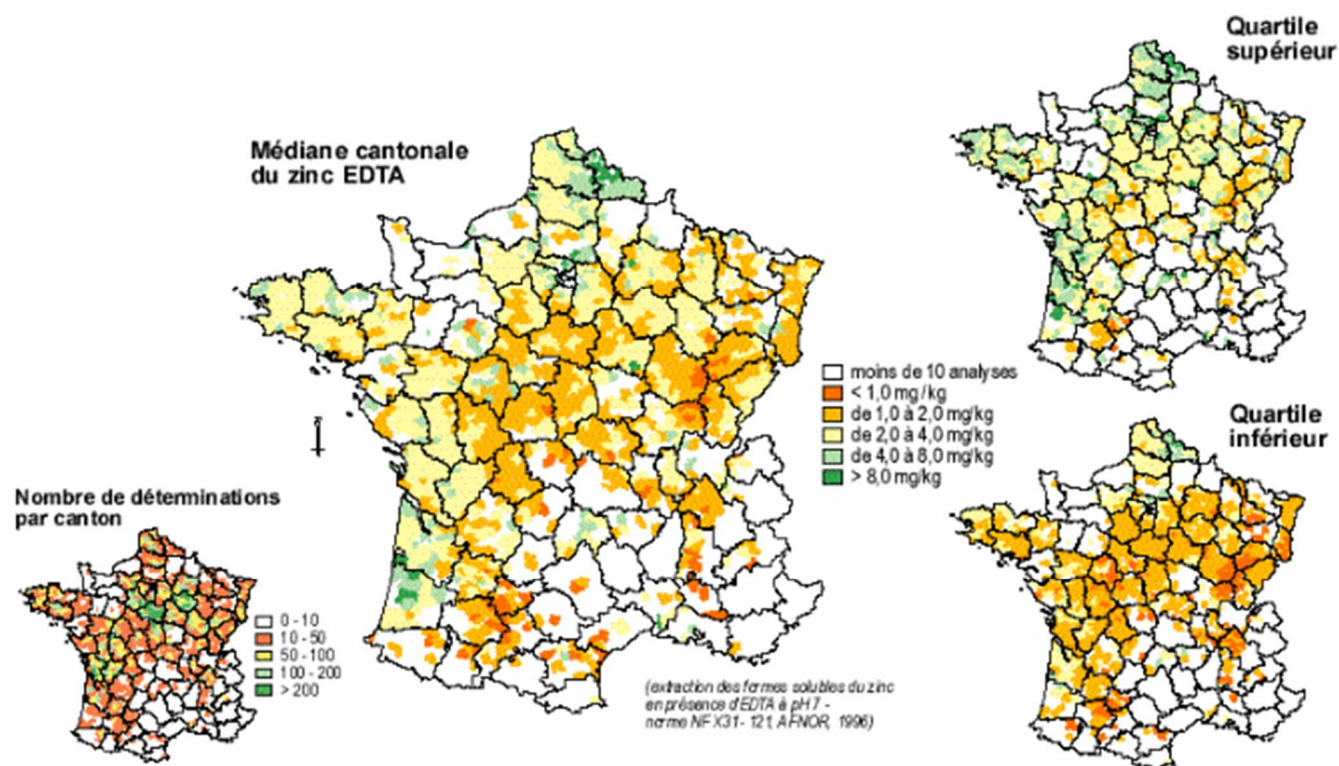 Quartile
supérieur
Médiane cantonale
du zinc EDTA
moins de 10 analyses
< 1,0 mg/kg
de 1,0 à 2,0 mg/kg
de 2,0 à 4,0 mg/kg
de 4,0 à 8,0 mg/kg
> 8,0 mg/kg
Quartile
inférieur
Nombre de déterminations
par canton
0 - 10
10 - 50
50 - 100
100 - 200
> 200
(extraction des formes solubles du zinc
en présence d'EDTA à pH 7 -
norme NF X31- 121, AFNOR, 1996)